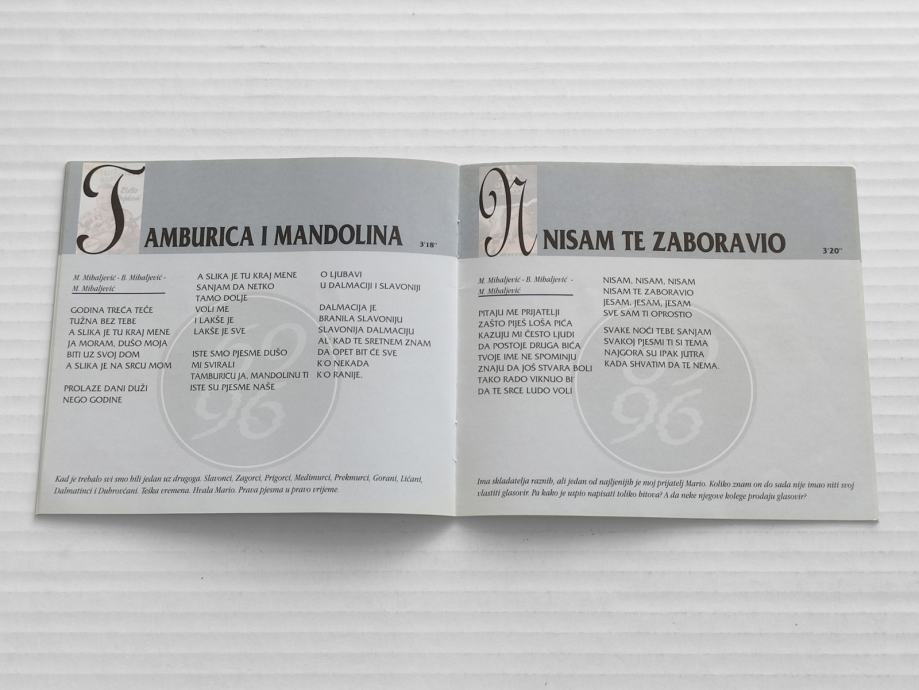 TAMBURICA I MANDOLINA 3'18"
M. Mihaljević - B. Mihaljević -
M. Mihaljević
GODINA TREĆA TEČE
TUŽNA BEZ TEBE
A SLIKA JE TU KRAJ MENE
JA MORAM, DUŠO MOJA
BITI UZ SVOJ DOM
A SLIKA JE NA SRCU MOM
PROLAZE DANI DUŽI
NEGO GODINE
A SLIKA JE TU KRAJ MENE
SANJAM DA NETKO
TAMO DOLJE
VOLI ME
I LAKŠE JE
LAKŠE JE SVE
ISTE SMO PJESME DUŠO
MI SVIRALI
TAMBURICU JA, MANDOLINU TI
ISTE SU PJESME NAŠE
O LJUBAVI
U DALMACIJI I SLAVONIJI
DALMACIJA JE
BRANILA SLAVONIJU
SLAVONIJA DALMACIJU
AL' KAD TE SRETNEM ZNAM
DA OPET BIT ĆE SVE
K'O NEKADA
K'O RANIJE.
69
96
Kad je trebalo svi smo bili jedan uz drugoga. Slavonci, Zagorci, Prigorci, Međimurci, Prekmurci, Gorani, Ličani,
Dalmatinci i Dubrovčani. Teška vremena. Hvala Mario. Prava pjesma u pravo vrijeme.
N NISAM TE ZABORAVIO 3'20"
M. Mihaljević - B. Mihaljević -
M. Mihaljević
PITAJU ME PRIJATELJI
ZAŠTO PIJEŠ LOŠA PIĆA
KAZUJU MI ČESTO LJUDI
DA POSTOJE DRUGA BIĆA
TVOJE IME NE SPOMINJU
ZNAJU DA JOŠ STVARA BOLI
TAKO RADO VIKNUO BI
DA TE SRCE LUDO VOLI
NISAM, NISAM, NISAM
NISAM TE ZABORAVIO
JESAM, JESAM, JESAM
SVE SAM TI OPROSTIO
SVAKE NOĆI TEBE SANJAM
SVAKOJ PJESMI TI SI TEMA
NAJGORA SU IPAK JUTRA
KADA SHVATIM DA TE NEMA.
69
96
Ima skladatelja raznih, ali jedan od najljenijih je moj prijatelj Mario. Koliko znam on do sada nije imao niti svoj
vlastiti glasovir. Pa kako je uspio napisati toliko hitova? A da neke njegove kolege prodaju glasovir?